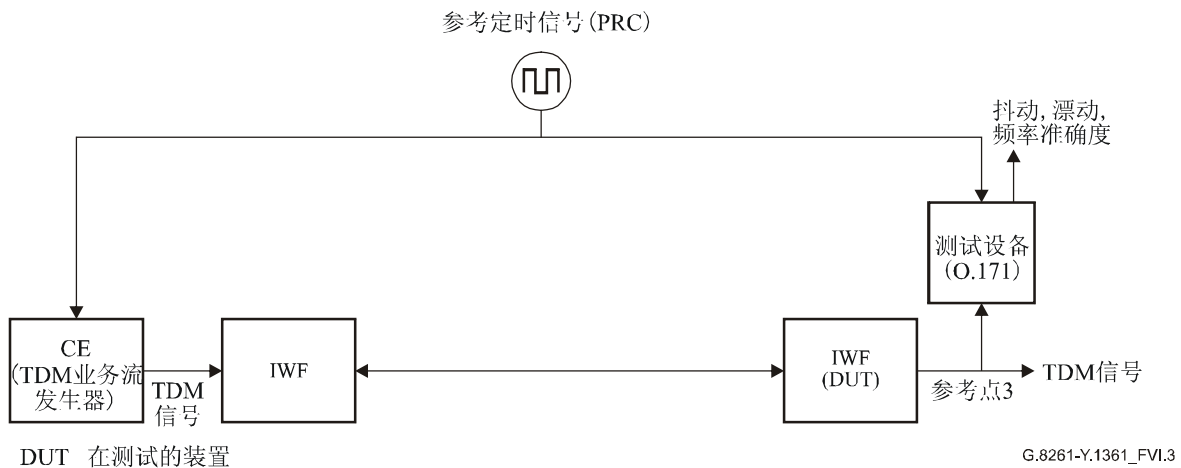 参考定时信号(PRC)
抖动, 漂动,
频率准确度
测试设备
(O.171)
CE
(TDM业务流
发生器)
TDM
信号
IWF
IWF
(DUT)
参考点3
TDM信号
DUT 在测试的装置
G.8261-Y.1361_FVI.3